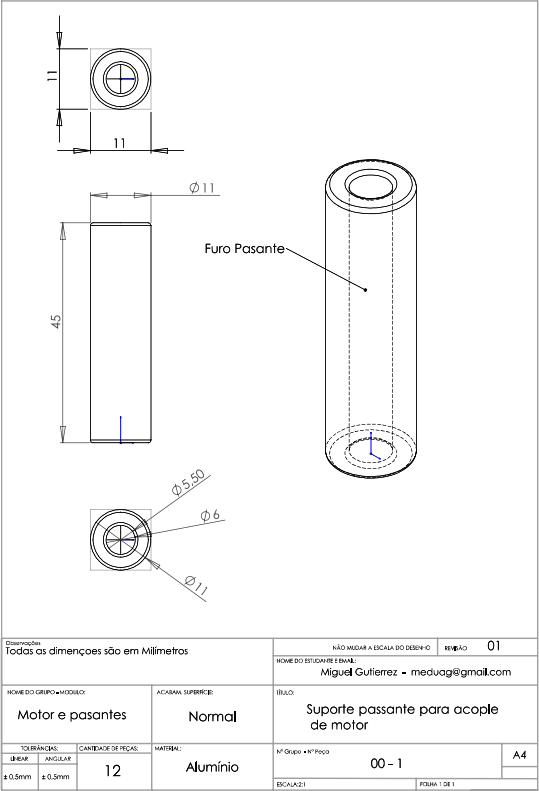 11
11
Ø11
Furo Pasante
45
Ø5,50
Ø6
Ø11
Observações
Todas as dimençoes são em Milímetros
NÃO MUDAR A ESCALA DO DESENHO
REVISÃO 01
NOME DO ESTUDANTE E EMAIL:
Miguel Gutierrez - meduag@gmail.com
NOME DO GRUPO - MODULO:
Motor e pasantes
ACABAM. SUPERFÍCIE:
Normal
TÍTULO:
Suporte passante para acople
de motor
TOLERÂNCIAS:
LINEAR ANGULAR
± 0.5mm ± 0.5mm
CANTIDADE DE PEÇAS:
12
MATERIAL:
Alumínio
Nº Grupo - Nº Peça
00 - 1
A4
ESCALA:2:1
FOLHA 1 DE 1